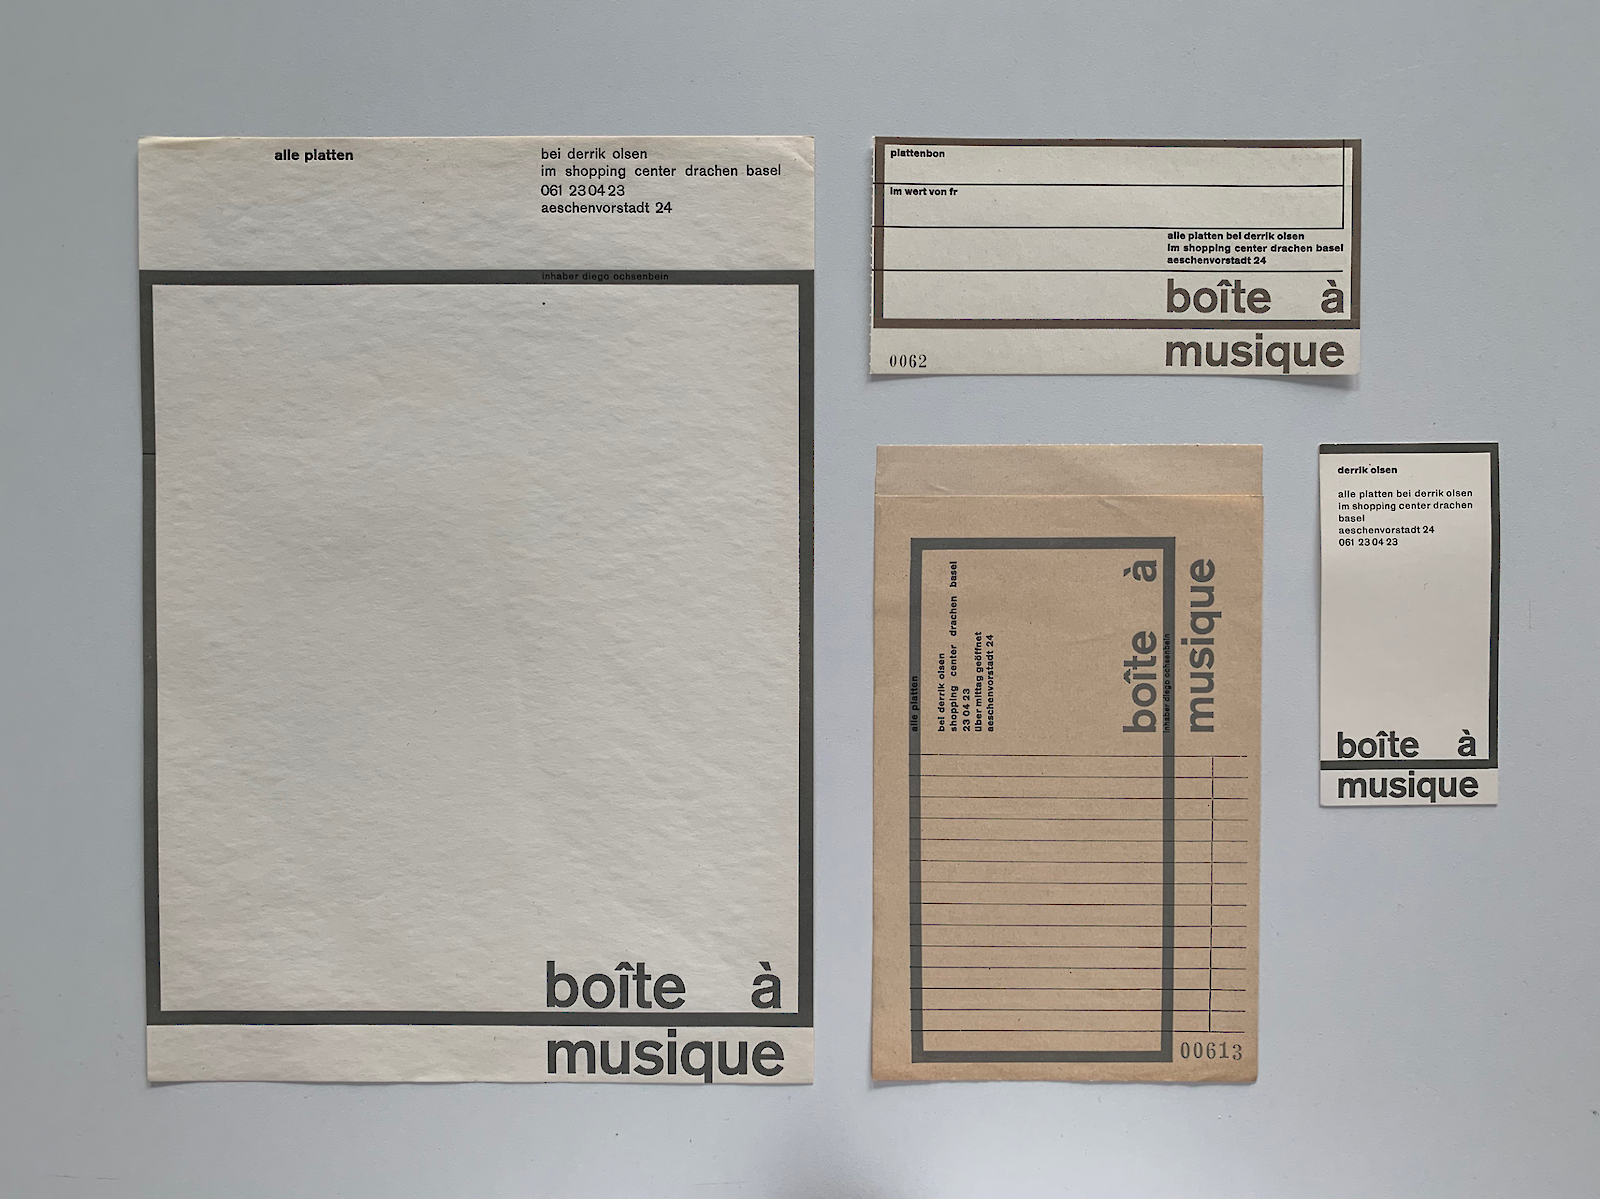 alle platten
bei derrik olsen
im shopping center drachen basel
061 23 04 23
aeschenvorstadt 24
inhaber diego ochsenbein
boîte à
musique
plattenbon
im wert von fr
alle platten bei derrik olsen
im shopping center drachen basel
aeschenvorstadt 24
boîte à
musique
0062
alle platten
bei derrik olsen
shopping center drachen basel
23 04 23
über mittag geöffnet
aeschenvorstadt 24
boîte à
inhaber diego ochsenbein
musique
00613
derrik olsen
alle platten bei derrik olsen
im shopping center drachen
basel
aeschenvorstadt 24
061 23 04 23
boîte à
musique